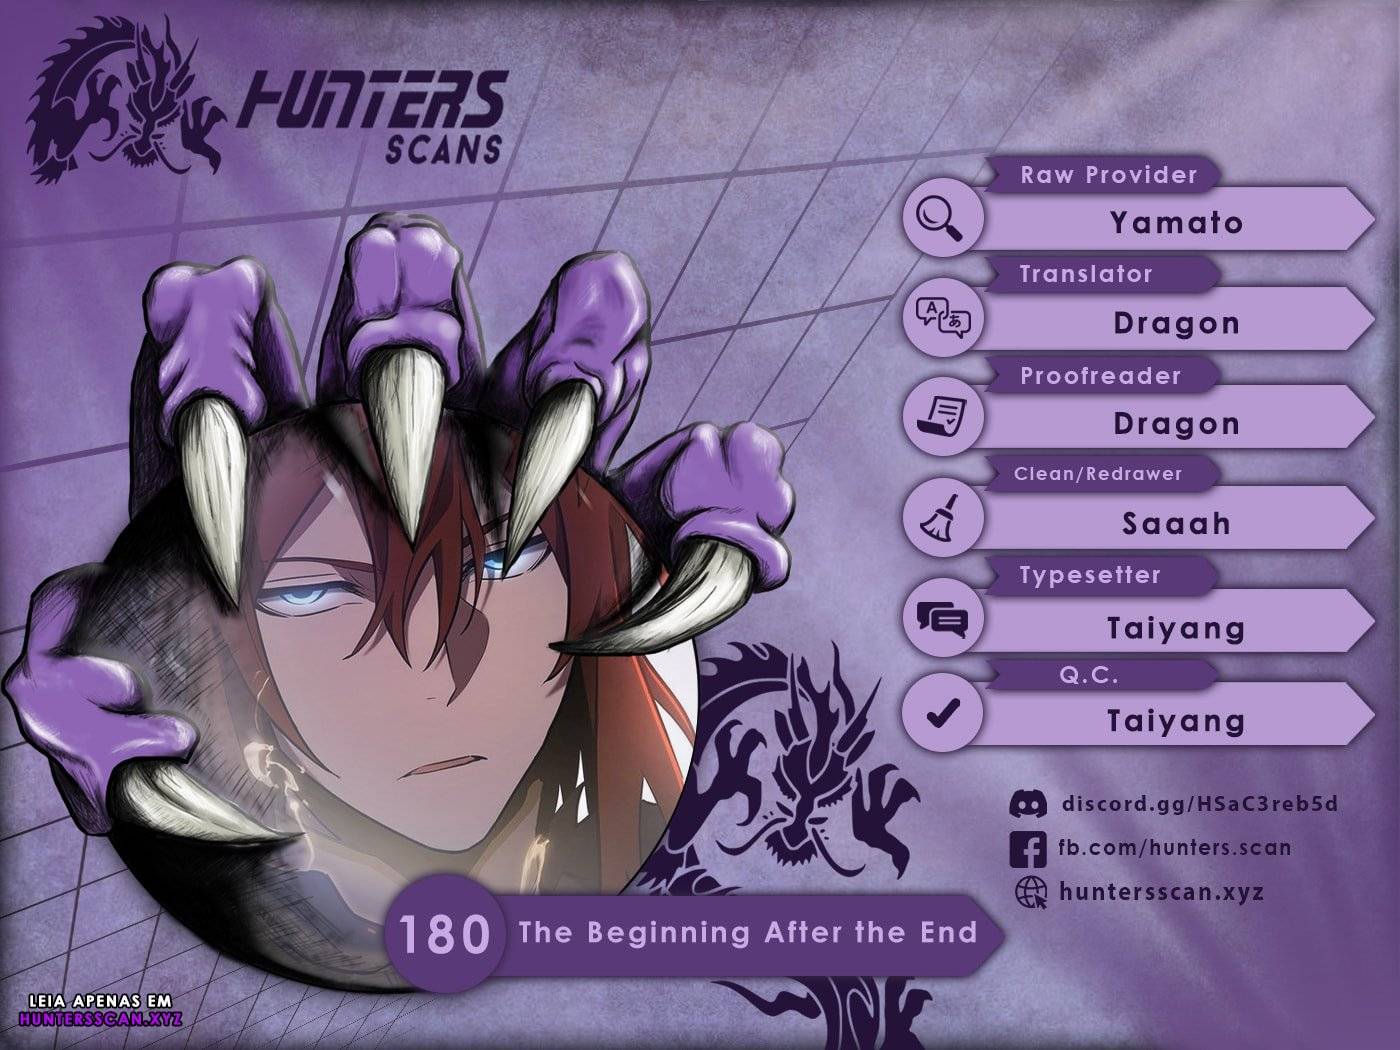 HUNTERS
SCANS
Raw Provider
Yamato
Translator
A あ
Dragon
Proofreader
Dragon
Clean/Redrawer
Saaah
Typesetter
Taiyang
Q.C.
Taiyang
discord.gg/HSaC3reb5d
fb.com/hunters.scan
huntersscan.xyz
180 The Beginning After the End
LEIA APENAS EM
HUNTERSSCAN.XYZ